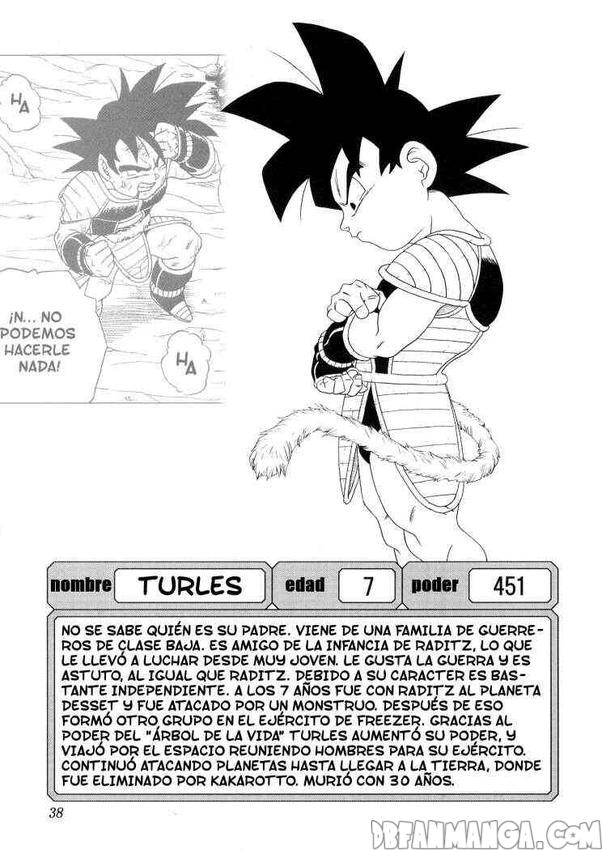 HA
¡N... NO
PODEMOS
HACERLE
NADA!
HA
nombre TURLES edad 7 poder 451
NO SE SABE QUIÉN ES SU PADRE. VIENE DE UNA FAMILIA DE GUERRE-
ROS DE CLASE BAJA. ES AMIGO DE LA INFANCIA DE RADITZ, LO QUE
LE LLEVÓ A LUCHAR DESDE MUY JOVEN. LE GUSTA LA GUERRA Y ES
ASTUTO, AL IGUAL QUE RADITZ. DEBIDO A SU CARACTER ES BAS-
TANTE INDEPENDIENTE. A LOS 7 AÑOS FUE CON RADITZ AL PLANETA
DESSET Y FUE ATACADO POR UN MONSTRUO. DESPUÉS DE ESO
FORMÓ OTRO GRUPO EN EL EJÉRCITO DE FREEZER. GRACIAS AL
PODER DEL "ÁRBOL DE LA VIDA" TURLES AUMENTÓ SU PODER, Y
VIAJÓ POR EL ESPACIO REUNIENDO HOMBRES PARA SU EJÉRCITO.
CONTINUÓ ATACANDO PLANETAS HASTA LLEGAR A LA TIERRA, DONDE
FUE ELIMINADO POR KAKAROTTO. MURIÓ CON 30 AÑOS.
38
DBFANMANGA.COM